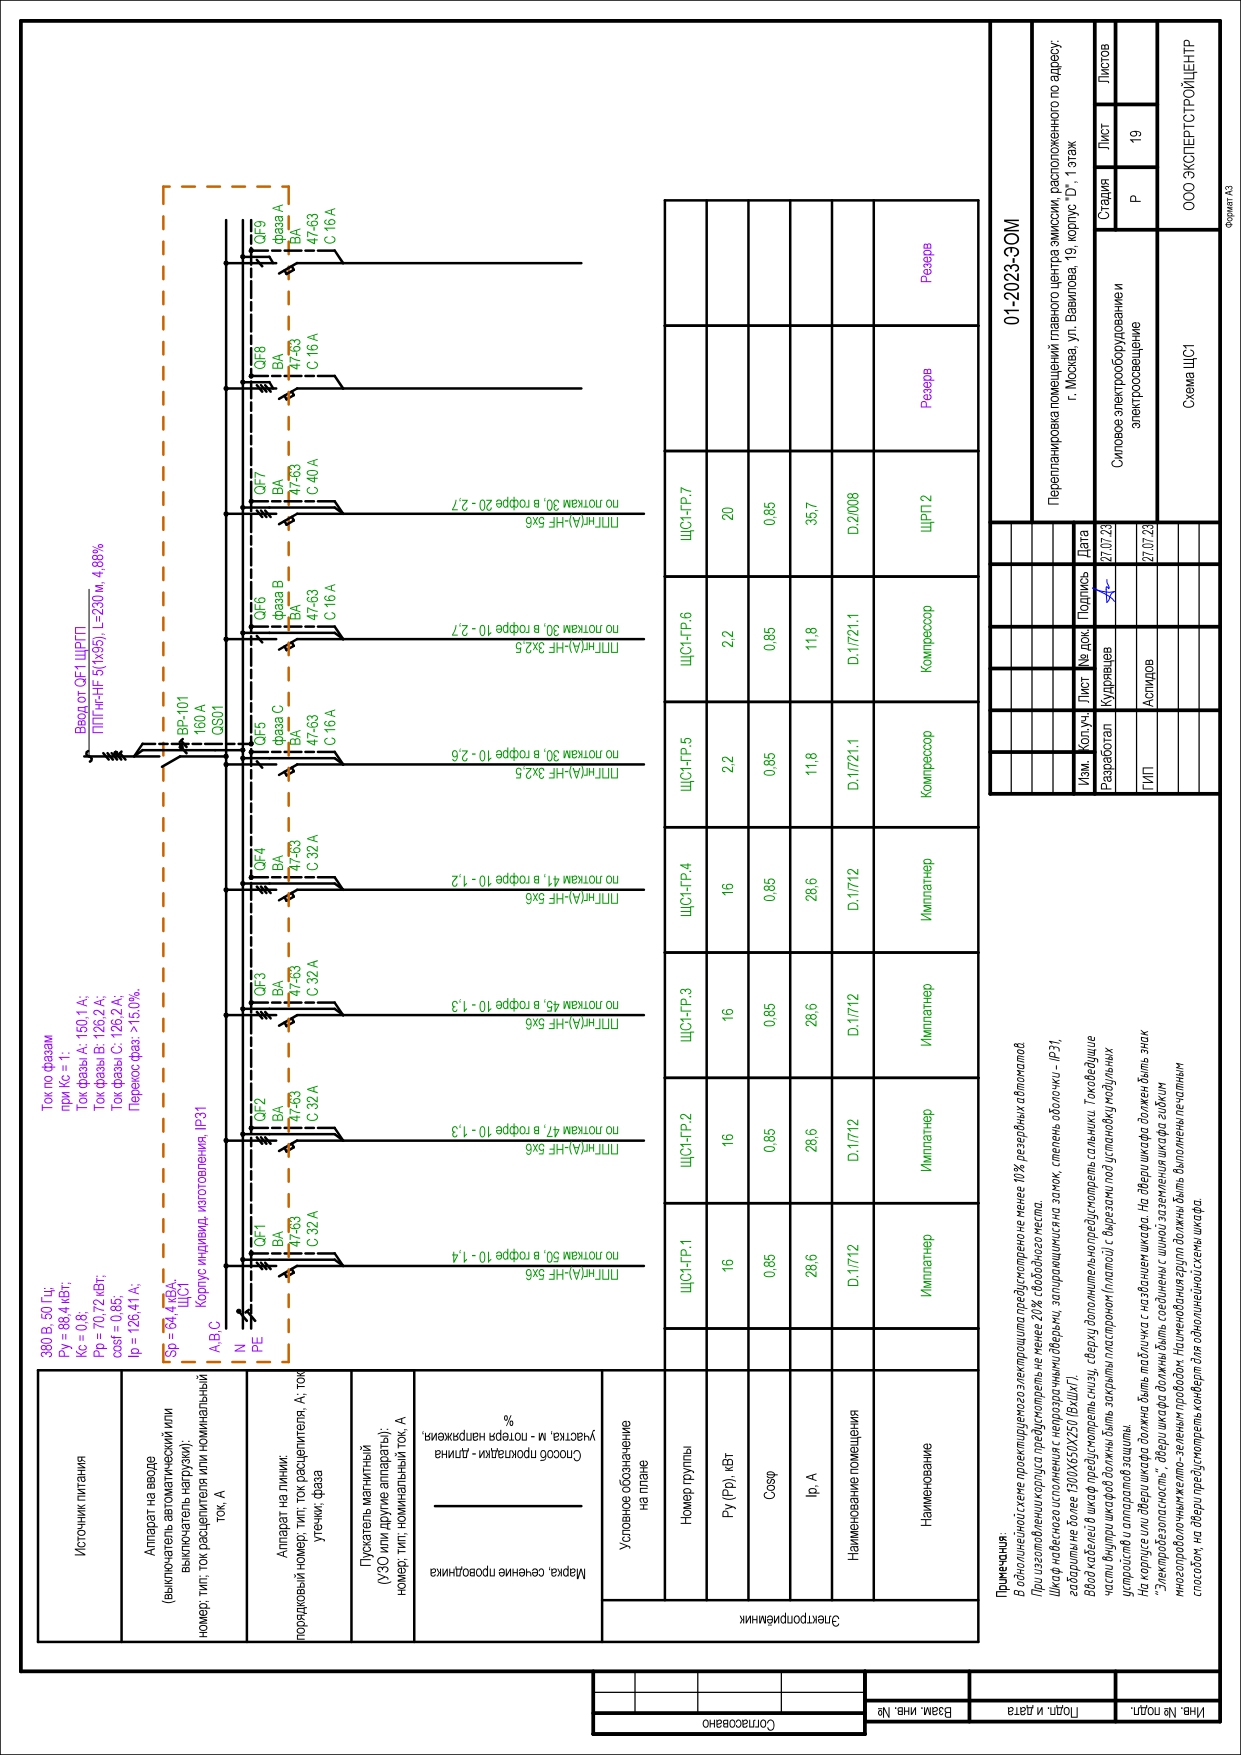 380 В, 50 Гц;
Ру = 88,4 кВт;
Кс = 0,8;
Рр = 70,72 кВт;
cosf = 0,85;
Iр = 126,41 А;
Sр = 64,4 кВА.
Ток по фазам
при Кс = 1:
Ток фазы А: 150,1 А;
Ток фазы В: 126,2 А;
Ток фазы С: 126,2 А;
Перекос фаз: >15.0%.
Ввод от QF1 ЩРГП
ППГнг-HF 5(1х95), L=230 м, 4,88%
ЩС1
Корпус индивид. изготовления, IP31
ВР-101
160 А
QS01
А,В,С
N
PE
QF1
ВА
47-63
С 32 А
QF2
ВА
47-63
С 32 А
QF3
ВА
47-63
С 32 А
QF4
ВА
47-63
С 32 А
QF5
фаза С
ВА
47-63
С 16 А
QF6
фаза В
ВА
47-63
С 16 А
QF7
ВА
47-63
С 40 А
QF8
ВА
47-63
С 16 А
QF9
фаза А
ВА
47-63
С 16 А
ППГнг(А)-HF 5х6
по лоткам 50, в гофре 10 - 1,4
ППГнг(А)-HF 5х6
по лоткам 47, в гофре 10 - 1,3
ППГнг(А)-HF 5х6
по лоткам 45, в гофре 10 - 1,3
ППГнг(А)-HF 5х6
по лоткам 41, в гофре 10 - 1,2
ППГнг(А)-HF 3х2,5
по лоткам 30, в гофре 10 - 2,6
ППГнг(А)-HF 3х2,5
по лоткам 30, в гофре 10 - 2,7
ППГнг(А)-HF 5х6
по лоткам 30, в гофре 20 - 2,7
Источник питания
Аппарат на вводе
(выключатель автоматический или
выключатель нагрузки):
номер; тип; ток расцепителя или номинальный
ток, А
Аппарат на линии:
порядковый номер; тип; ток расцепителя, А; ток
утечки; фаза
Пускатель магнитный
(УЗО или другие аппараты):
номер; тип; номинальный ток, А
Марка, сечение проводника
Способ прокладки - длина
участка, м - потеря напряжения,
%
Электроприёмник
Условное обозначение
на плане
Номер группы
ЩС1-ГР.1
ЩС1-ГР.2
ЩС1-ГР.3
ЩС1-ГР.4
ЩС1-ГР.5
ЩС1-ГР.6
ЩС1-ГР.7
Ру (Рр), кВт
16
16
16
16
2,2
2,2
20
Cosφ
0,85
0,85
0,85
0,85
0,85
0,85
0,85
Iр, А
28,6
28,6
28,6
28,6
11,8
11,8
35,7
Наименование помещения
D.1/712
D.1/712
D.1/712
D.1/712
D.1/721.1
D.1/721.1
D.2/008
Наименование
Имплатнер
Имплатнер
Имплатнер
Имплатнер
Компрессор
Компрессор
ЩРП 2
Резерв
Резерв
Примечания:
В однолинейной схеме проектируемого электрощита предусмотрено не менее 10% резервных автоматов.
При изготовлении корпуса предусмотреть не менее 20% свободного места.
Шкаф навесного исполнения с непрозрачными дверьми, запирающимися на замок, степень оболочки - IP31,
габариты не более 1300Х650Х250 (ВхШхГ).
Ввод кабелей в шкаф предусмотреть снизу, сверху дополнительно предусмотреть сальники. Токоведущие
части внутри шкафов должны быть закрыты пластроном (платой) с вырезами под установку модульных
устройств и аппаратов защиты.
На корпусе или двери шкафа должна быть табличка с названием шкафа. На двери шкафа должен быть знак
"Электробезопасность", двери шкафа должны быть соединены с шиной заземления шкафа гибким
многопроволочным желто-зеленым проводом. Наименования групп должны быть выполнены печатным
способом, на двери предусмотреть конверт для однолинейной схемы шкафа.
01-2023-ЭОМ
Перепланировка помещений главного центра эмиссии, расположенного по адресу:
г. Москва, ул. Вавилова, 19, корпус "D", 1 этаж
Изм.
Кол.уч.
Лист
№ док.
Подпись
Дата
Разработал
Кудрявцев
27.07.23
ГИП
Аспидов
27.07.23
Силовое электрооборудование и
электроосвещение
Стадия
Лист
Листов
Р
19
Схема ЩС1
ООО ЭКСПЕРТСТРОЙЦЕНТР
Формат А3
Согласовано
Взам. инв. №
Подп. и дата
Инв. № подл.